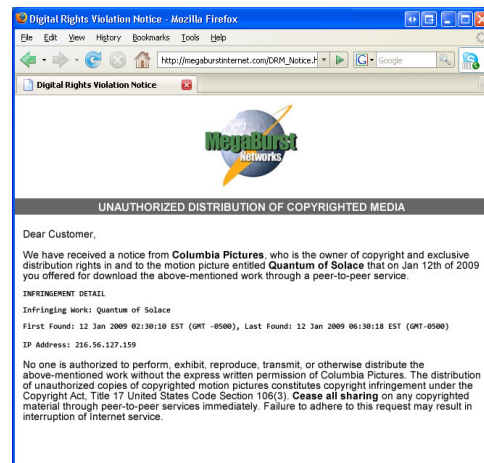 Digital Rights Violation Notice - Mozilla Firefox
File Edit View History Bookmarks Tools Help
http://megaburstinternet.com/DRM_Notice.h G Google
Digital Rights Violation Notice
MegaBurst
Networks
UNAUTHORIZED DISTRIBUTION OF COPYRIGHTED MEDIA
Dear Customer,
We have received a notice from Columbia Pictures, who is the owner of copyright and exclusive
distribution rights in and to the motion picture entitled Quantum of Solace that on Jan 12th of 2009
you offered for download the above-mentioned work through a peer-to-peer service.
INFRINGEMENT DETAIL
Infringing Work: Quantum of Solace
First Found: 12 Jan 2009 02:30:10 EST (GMT -0500), Last Found: 12 Jan 2009 06:30:18 EST (GMT-0500)
IP Address: 216.56.127.159
No one is authorized to perform, exhibit, reproduce, transmit, or otherwise distribute the
above-mentioned work without the express written permission of Columbia Pictures. The distribution
of unauthorized copies of copyrighted motion pictures constitutes copyright infringement under the
Copyright Act, Title 17 United States Code Section 106(3). Cease all sharing on any copyrighted
material through peer-to-peer services immediately. Failure to adhere to this request may result in
interruption of Internet service.